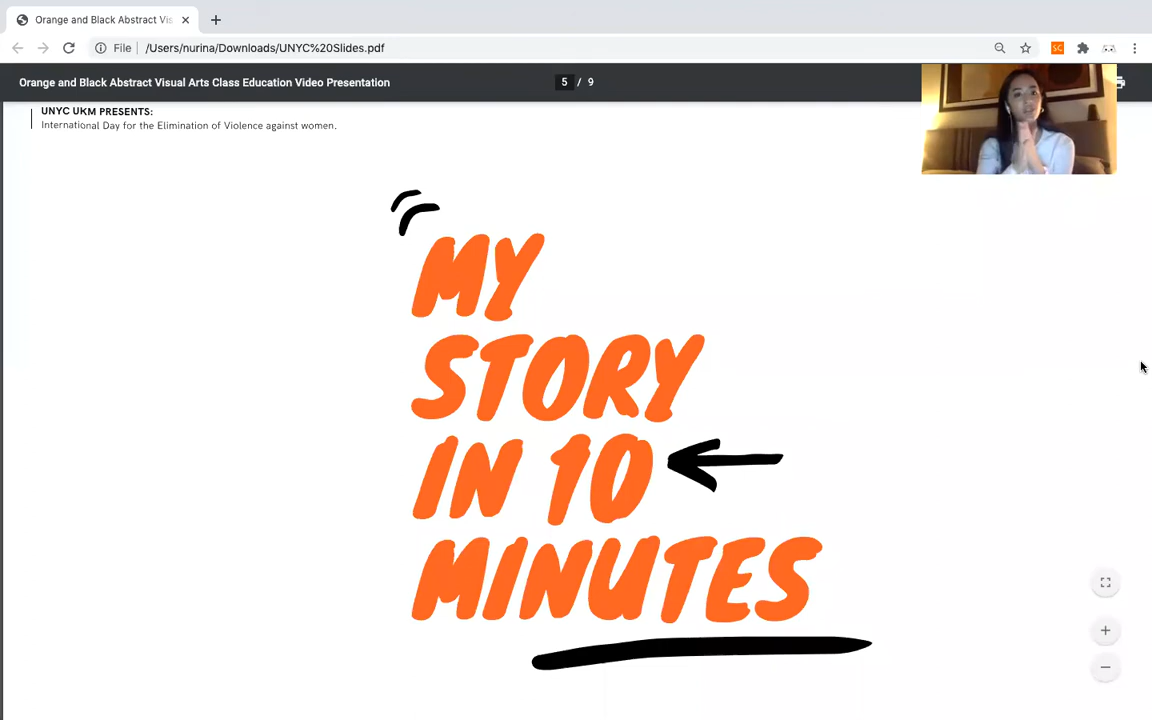 Orange and Black Abstract Vis
File /Users/nurina/Downloads/UNYC%20Slides.pdf
SC
Orange and Black Abstract Visual Arts Class Education Video Presentation 5 / 9
UNYC UKM PRESENTS:
International Day for the Elimination of Violence against women.
MY
STORY
IN 10
MINUTES